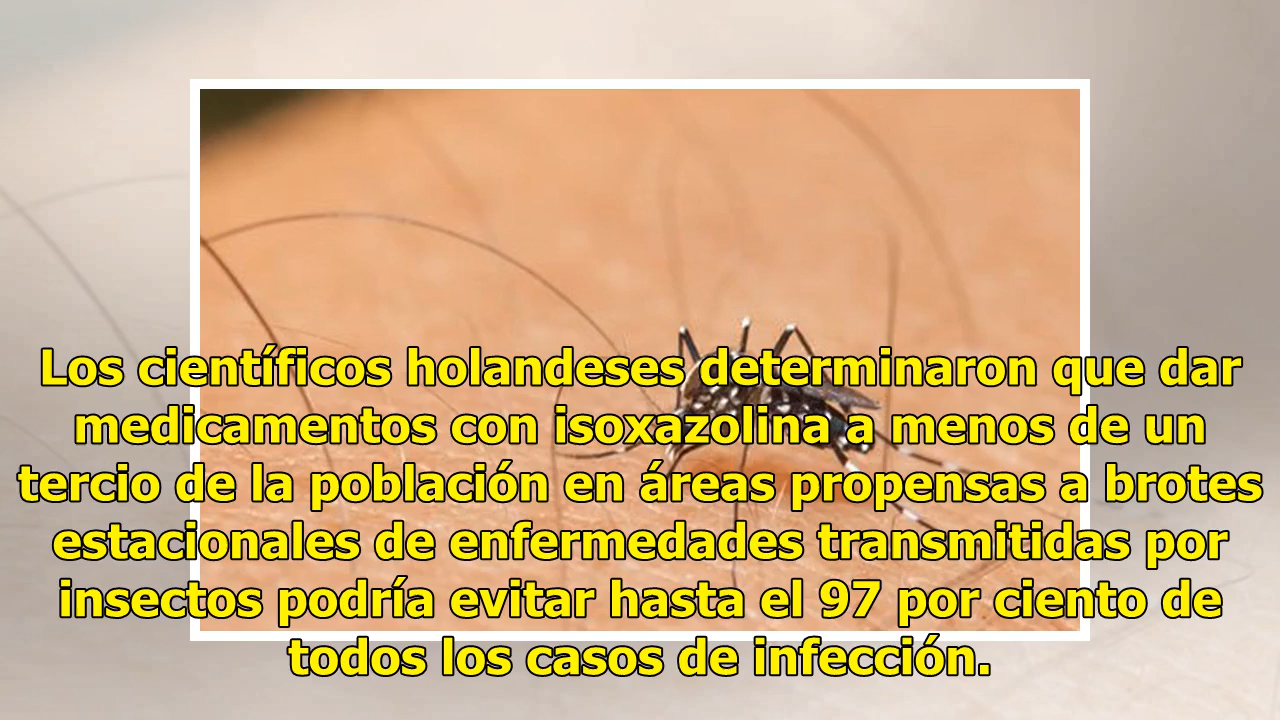 Los científicos holandeses determinaron que dar
medicamentos con isoxazolina a menos de un
tercio de la población en áreas propensas a brotes
estacionales de enfermedades transmitidas por
insectos podría evitar hasta el 97 por ciento de
todos los casos de infección.